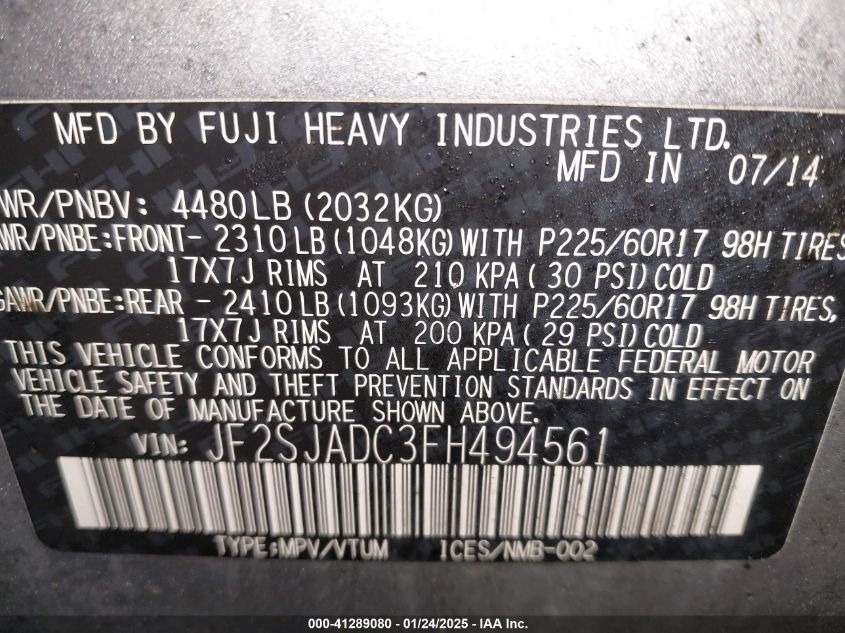 MFD BY FUJI HEAVY INDUSTRIES LTD.
MFD IN 07/14
WR/PNBV: 4480LB (2032KG)
WR/PNBE:FRONT- 2310 LB (1048KG) WITH P225/60R17 98H TIRES
17X7J RIMS AT 210 KPA ( 30 PSI) COLD
GAWR/PNBE:REAR - 2410 LB (1093KG) WITH P225/60R17 98H TIRES,
17X7J RIMS AT 200 KPA ( 29 PSI) COLD
THIS VEHICLE CONFORMS TO ALL APPLICABLE FEDERAL MOTOR
VEHICLE SAFETY AND THEFT PREVENTION STANDARDS IN EFFECT ON
THE DATE OF MANUFACTURE SHOWN ABOVE.
VIN: JF2SJADC3FH494561
TYPE:MPV/VTUM ICES/NMB-002
000-41289080 - 01/24/2025 - IAA Inc.